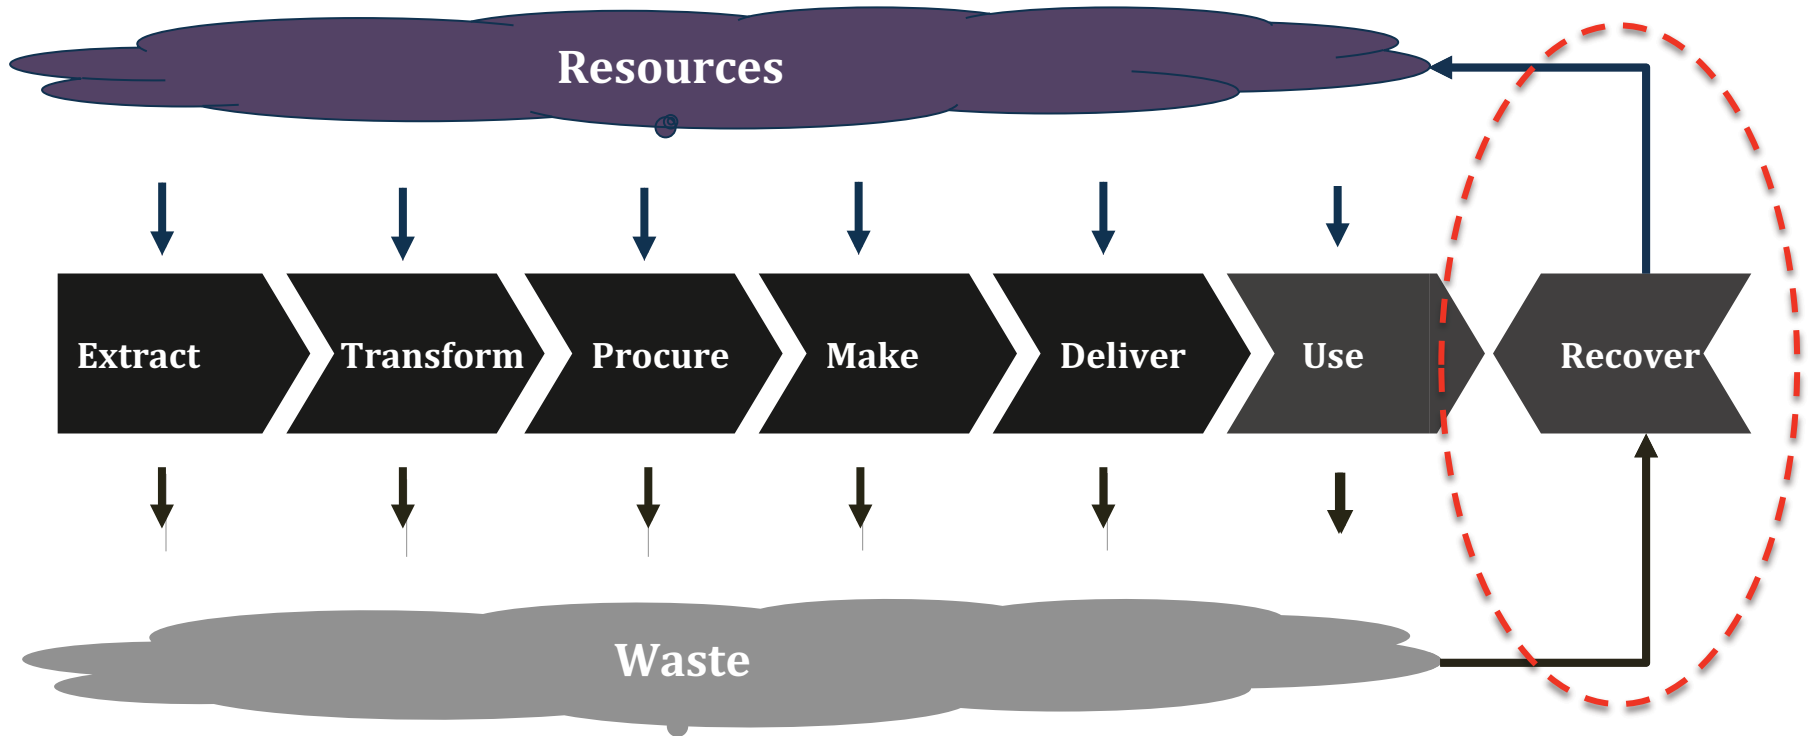 Resources
Extract
Transform
Procure
Make
Deliver
Use
Recover
Waste